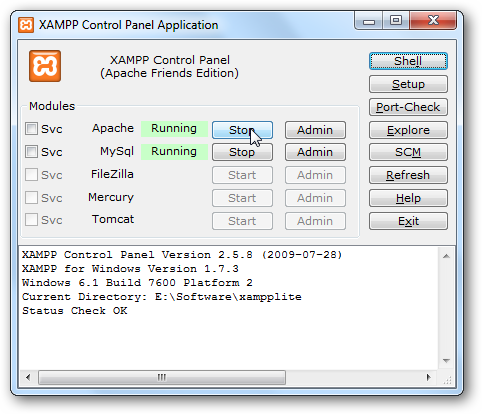 XAMPP Control Panel Application
XAMPP Control Panel
(Apache Friends Edition)
Shell
Setup
Modules
Port-Check
Svc Apache Running Stop Admin Explore
Svc MySql Running Stop Admin SCM
Svc FileZilla Start Admin Refresh
Svc Mercury Start Admin Help
Svc Tomcat Start Admin Exit
XAMPP Control Panel Version 2.5.8 (2009-07-28)
XAMPP for Windows Version 1.7.3
Windows 6.1 Build 7600 Platform 2
Current Directory: E:\Software\xampplite
Status Check OK